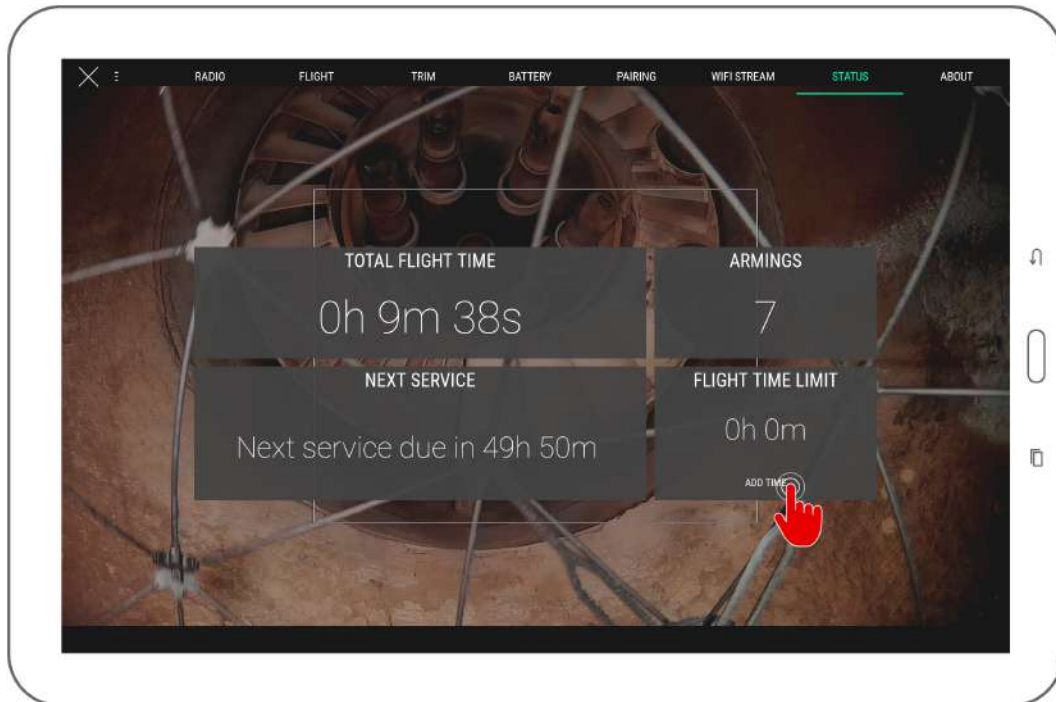 RADIO FLIGHT TRIM BATTERY PAIRING WIFI STREAM STATUS ABOUT
TOTAL FLIGHT TIME
0h 9m 38s
ARMINGS
7
NEXT SERVICE
Next service due in 49h 50m
FLIGHT TIME LIMIT
0h 0m
ADD TIME